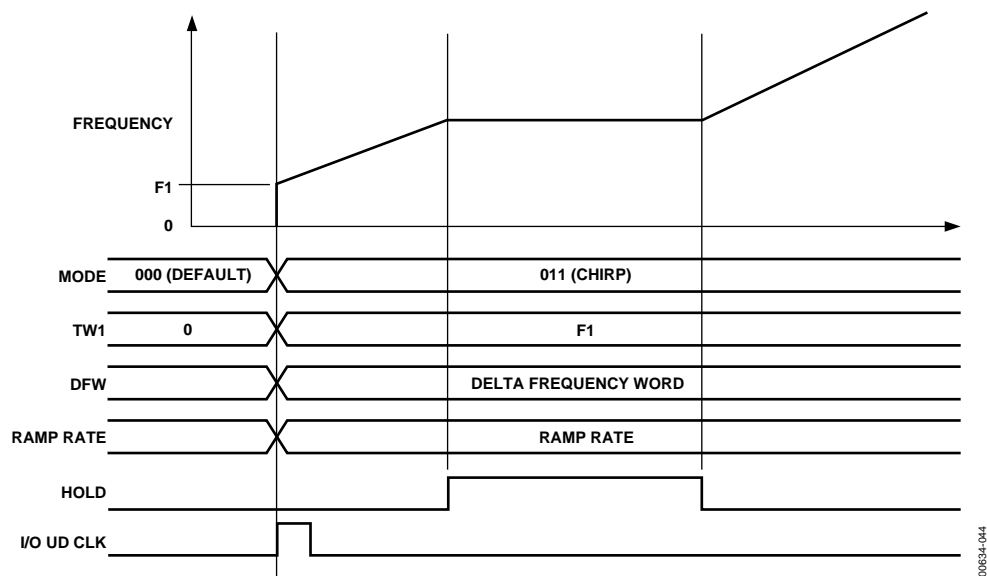 FREQUENCY
F1
0
MODE 000 (DEFAULT) 011 (CHIRP)
TW1 0 F1
DFW DELTA FREQUENCY WORD
RAMP RATE RAMP RATE
HOLD
I/O UD CLK
00634-044